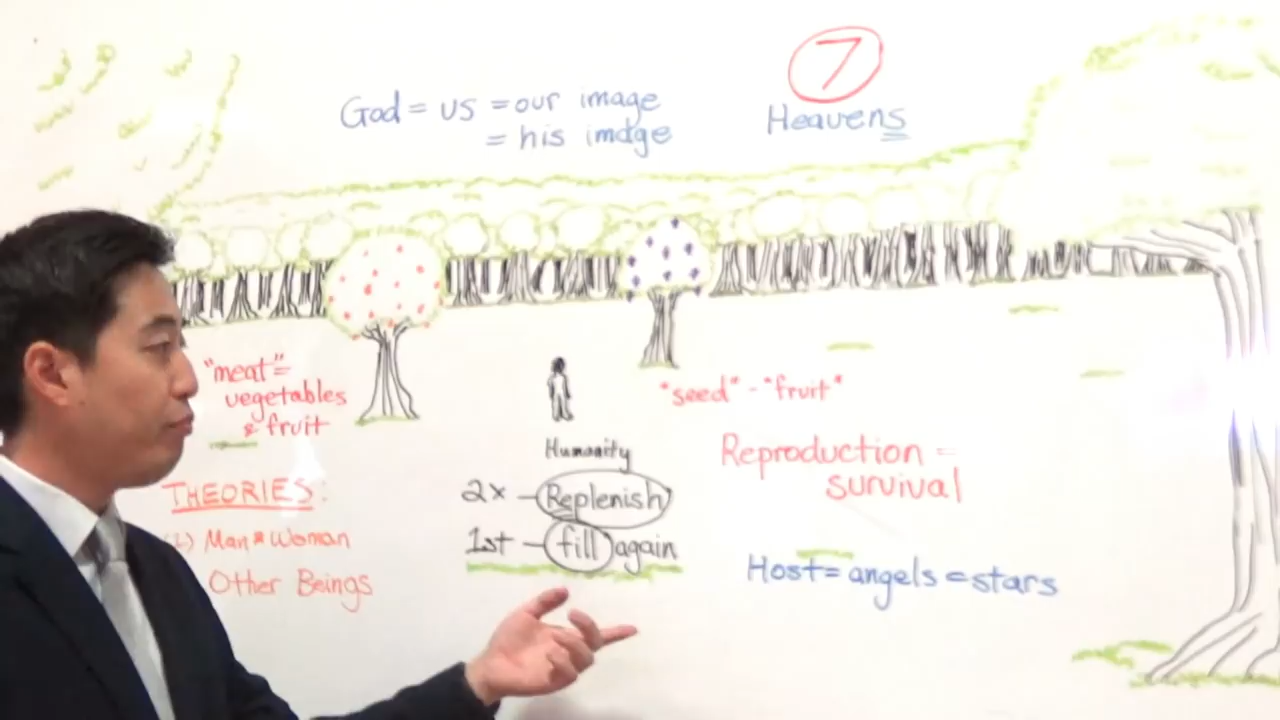 7
God = us = our image
= his image
Heavens
"meat" =
vegetables
& fruit
"seed" - "fruit"
Humanity
2x - Replenish
1st - fill again
Reproduction =
survival
THEORIES:
Man & Woman
Other Beings
Host = angels = stars